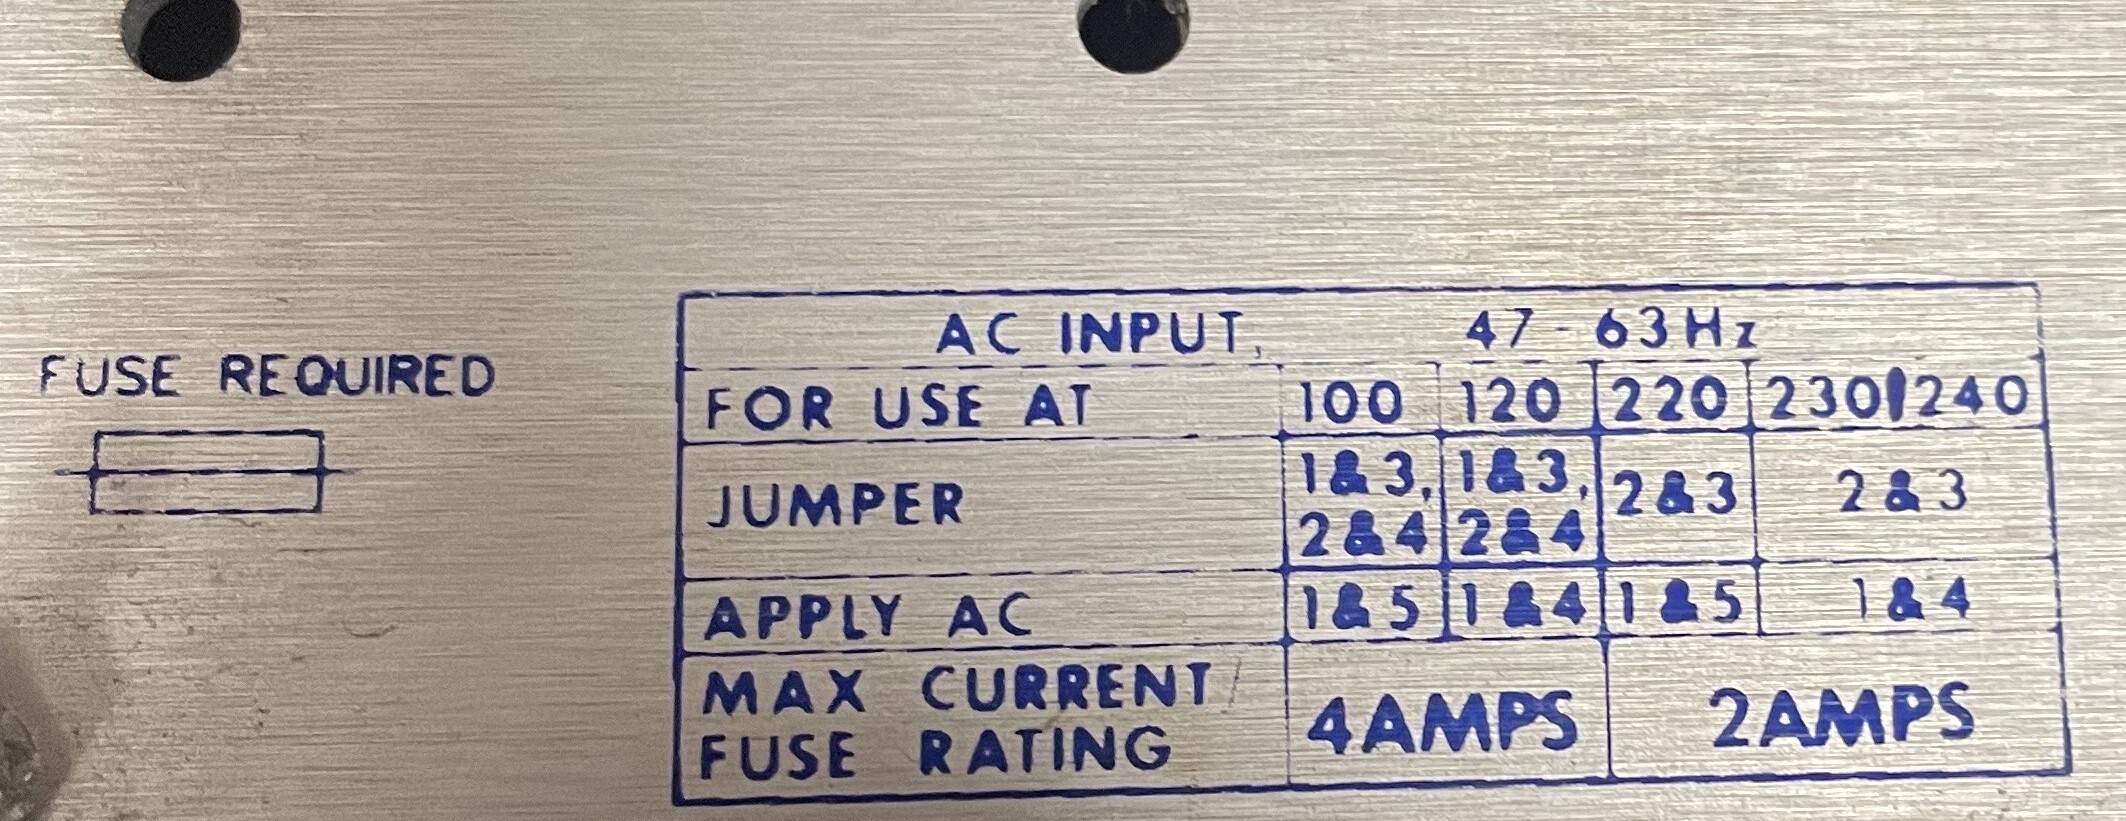 FUSE REQUIRED
AC INPUT, 47-63Hz
FOR USE AT 100 120 220 230/240
JUMPER 1&3, 2&4 1&3, 2&4 2&3 2&3
APPLY AC 1&5 1&4 1&5 1&4
MAX CURRENT/
FUSE RATING 4AMPS 2AMPS